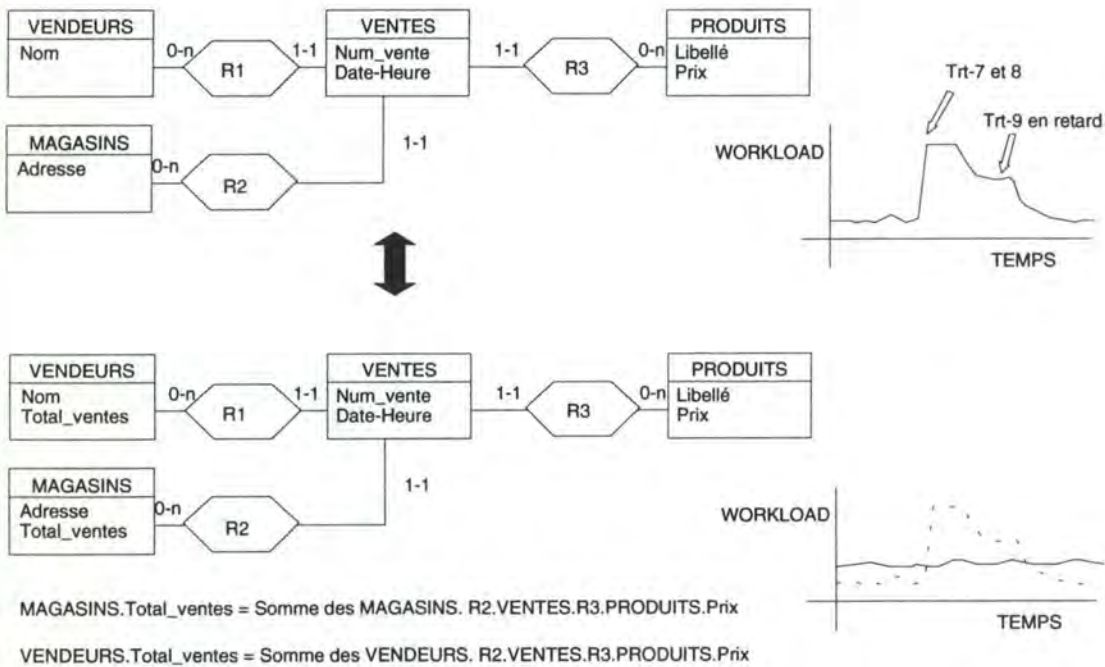 VENDEURS
Nom
0-n
R1
1-1
VENTES
Num_vente
Date-Heure
1-1
R3
0-n
PRODUITS
Libellé
Prix
MAGASINS
Adresse
0-n
R2
1-1
Trt-7 et 8
Trt-9 en retard
WORKLOAD
TEMPS
VENDEURS
Nom
Total_ventes
0-n
R1
1-1
VENTES
Num_vente
Date-Heure
1-1
R3
0-n
PRODUITS
Libellé
Prix
MAGASINS
Adresse
Total_ventes
0-n
R2
1-1
WORKLOAD
TEMPS
MAGASINS.Total_ventes = Somme des MAGASINS. R2.VENTES.R3.PRODUITS.Prix
VENDEURS.Total_ventes = Somme des VENDEURS. R2.VENTES.R3.PRODUITS.Prix